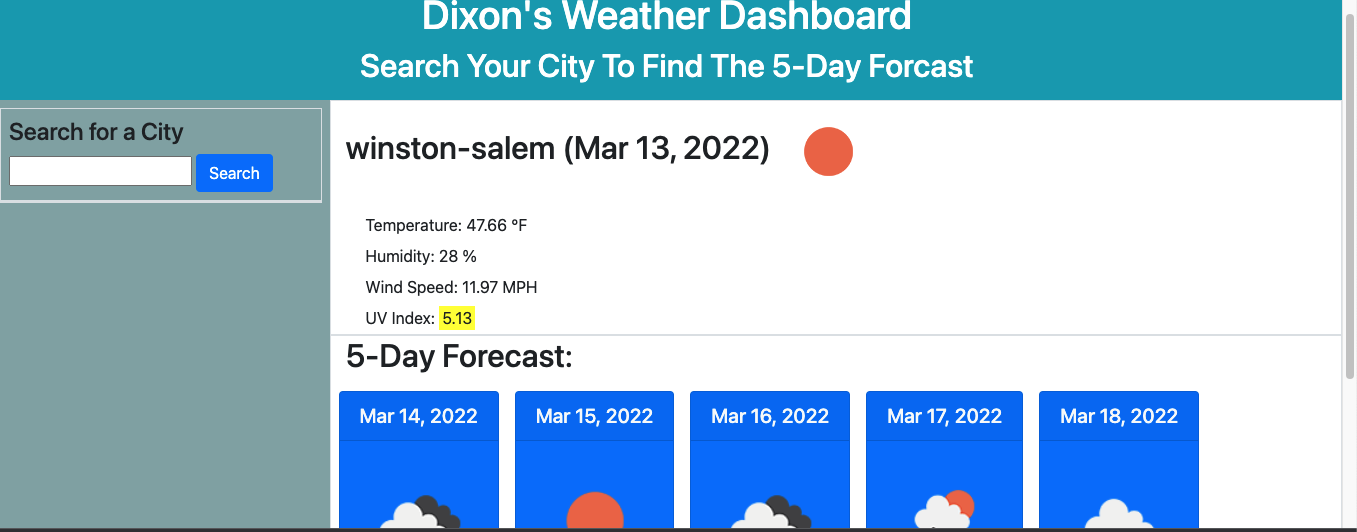 Dixon's Weather Dashboard
Search Your City To Find The 5-Day Forcast
Search for a City
Search
winston-salem (Mar 13, 2022)
Temperature: 47.66 °F
Humidity: 28 %
Wind Speed: 11.97 MPH
UV Index: 5.13
5-Day Forecast:
Mar 14, 2022 Mar 15, 2022 Mar 16, 2022 Mar 17, 2022 Mar 18, 2022